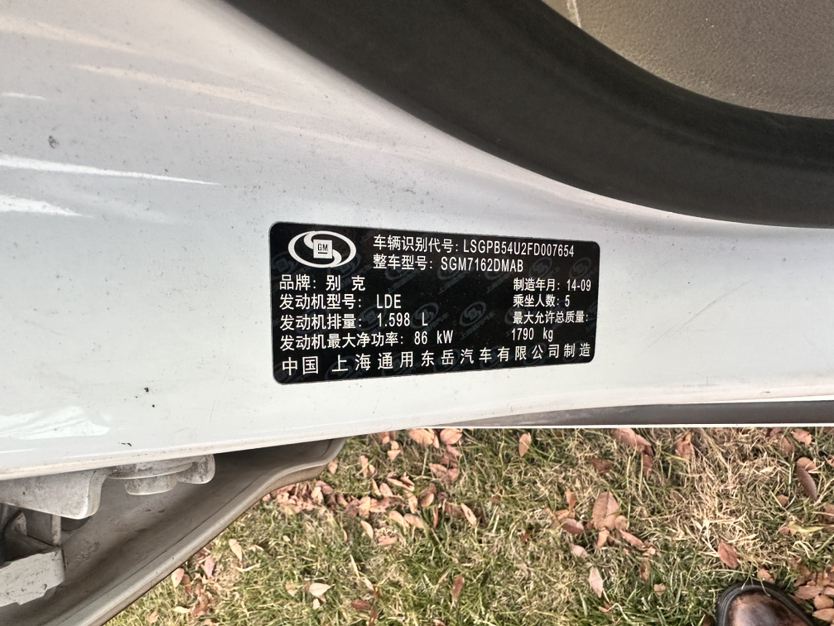 GM
车辆识别代号: LSGPB54U2FD007654
整车型号: SGM7162DMAB
品牌: 别克
制造年月: 14-09
发动机型号: LDE
乘坐人数: 5
发动机排量: 1.598 L
最大允许总质量:
发动机最大净功率: 86 kW
1790 kg
中国 上海通用东岳汽车有限公司制造